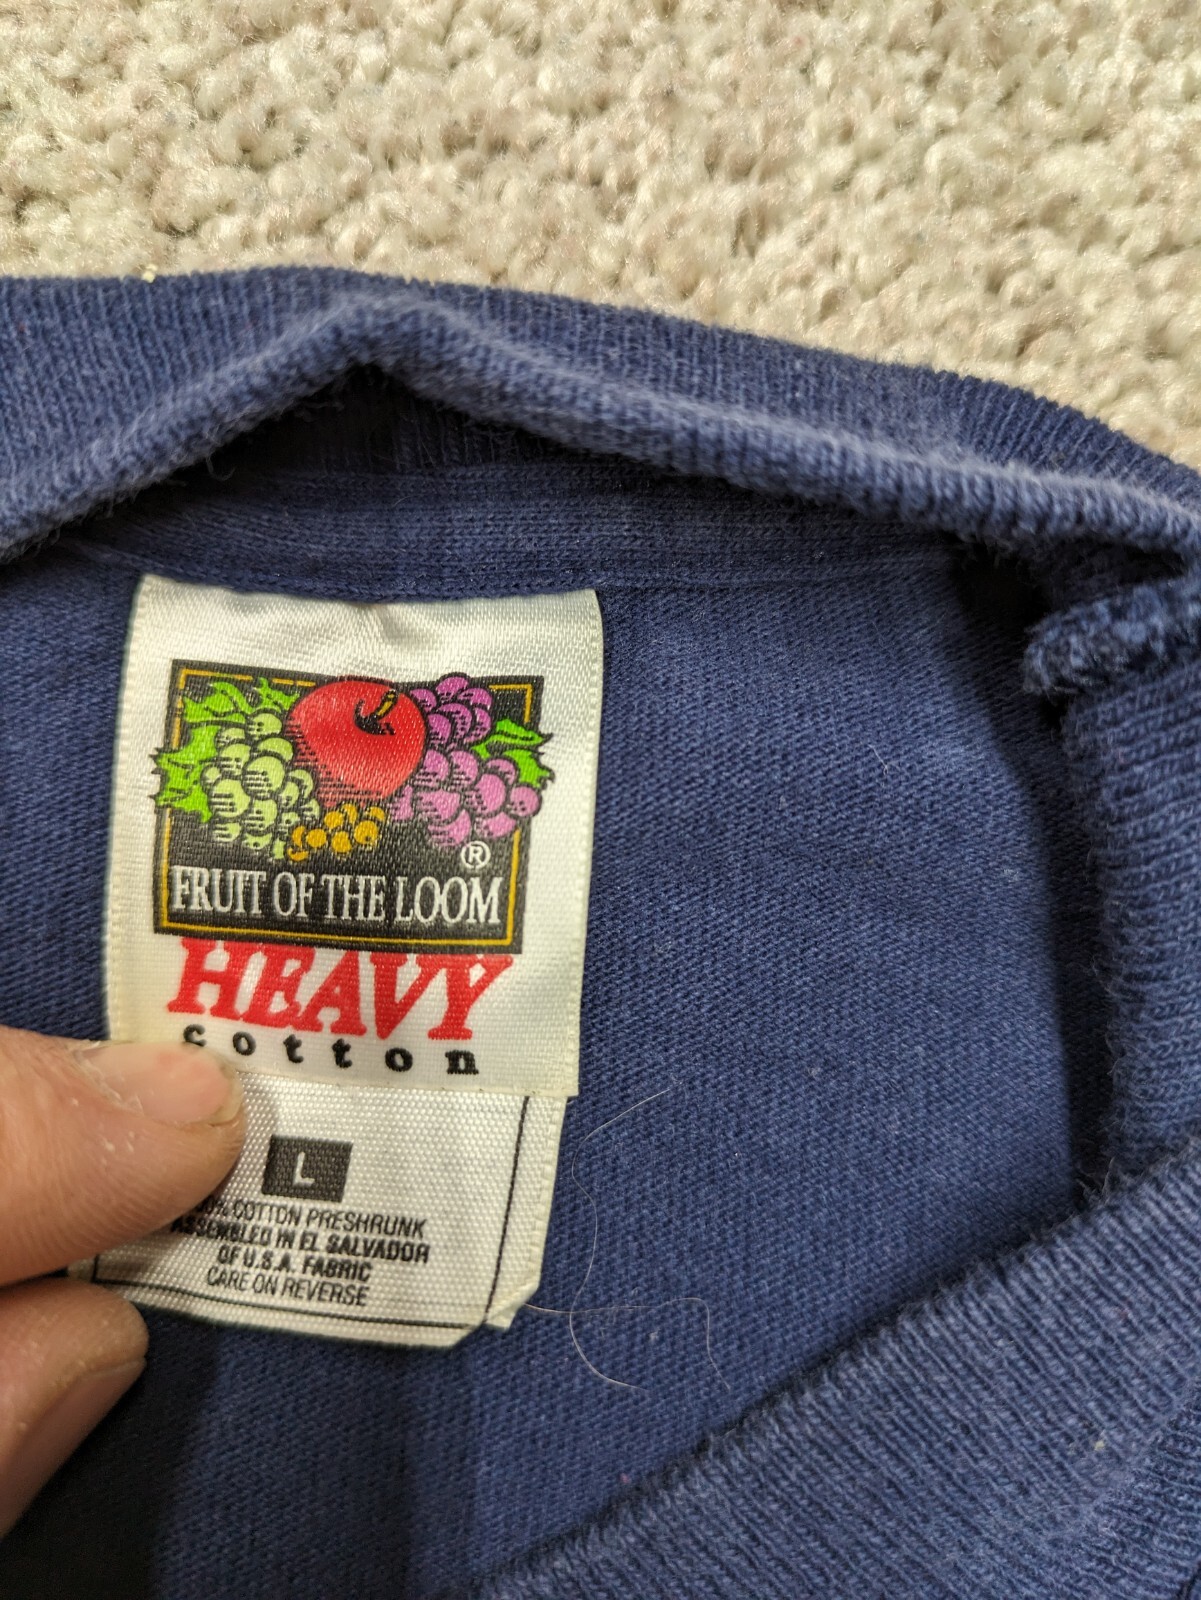 ®
FRUIT OF THE LOOM
HEAVY
cotton
L
COTTON PRESHRUNK
ASSEMBLED IN EL SALVADOR
OF U.S.A. FABRIC
CARE ON REVERSE